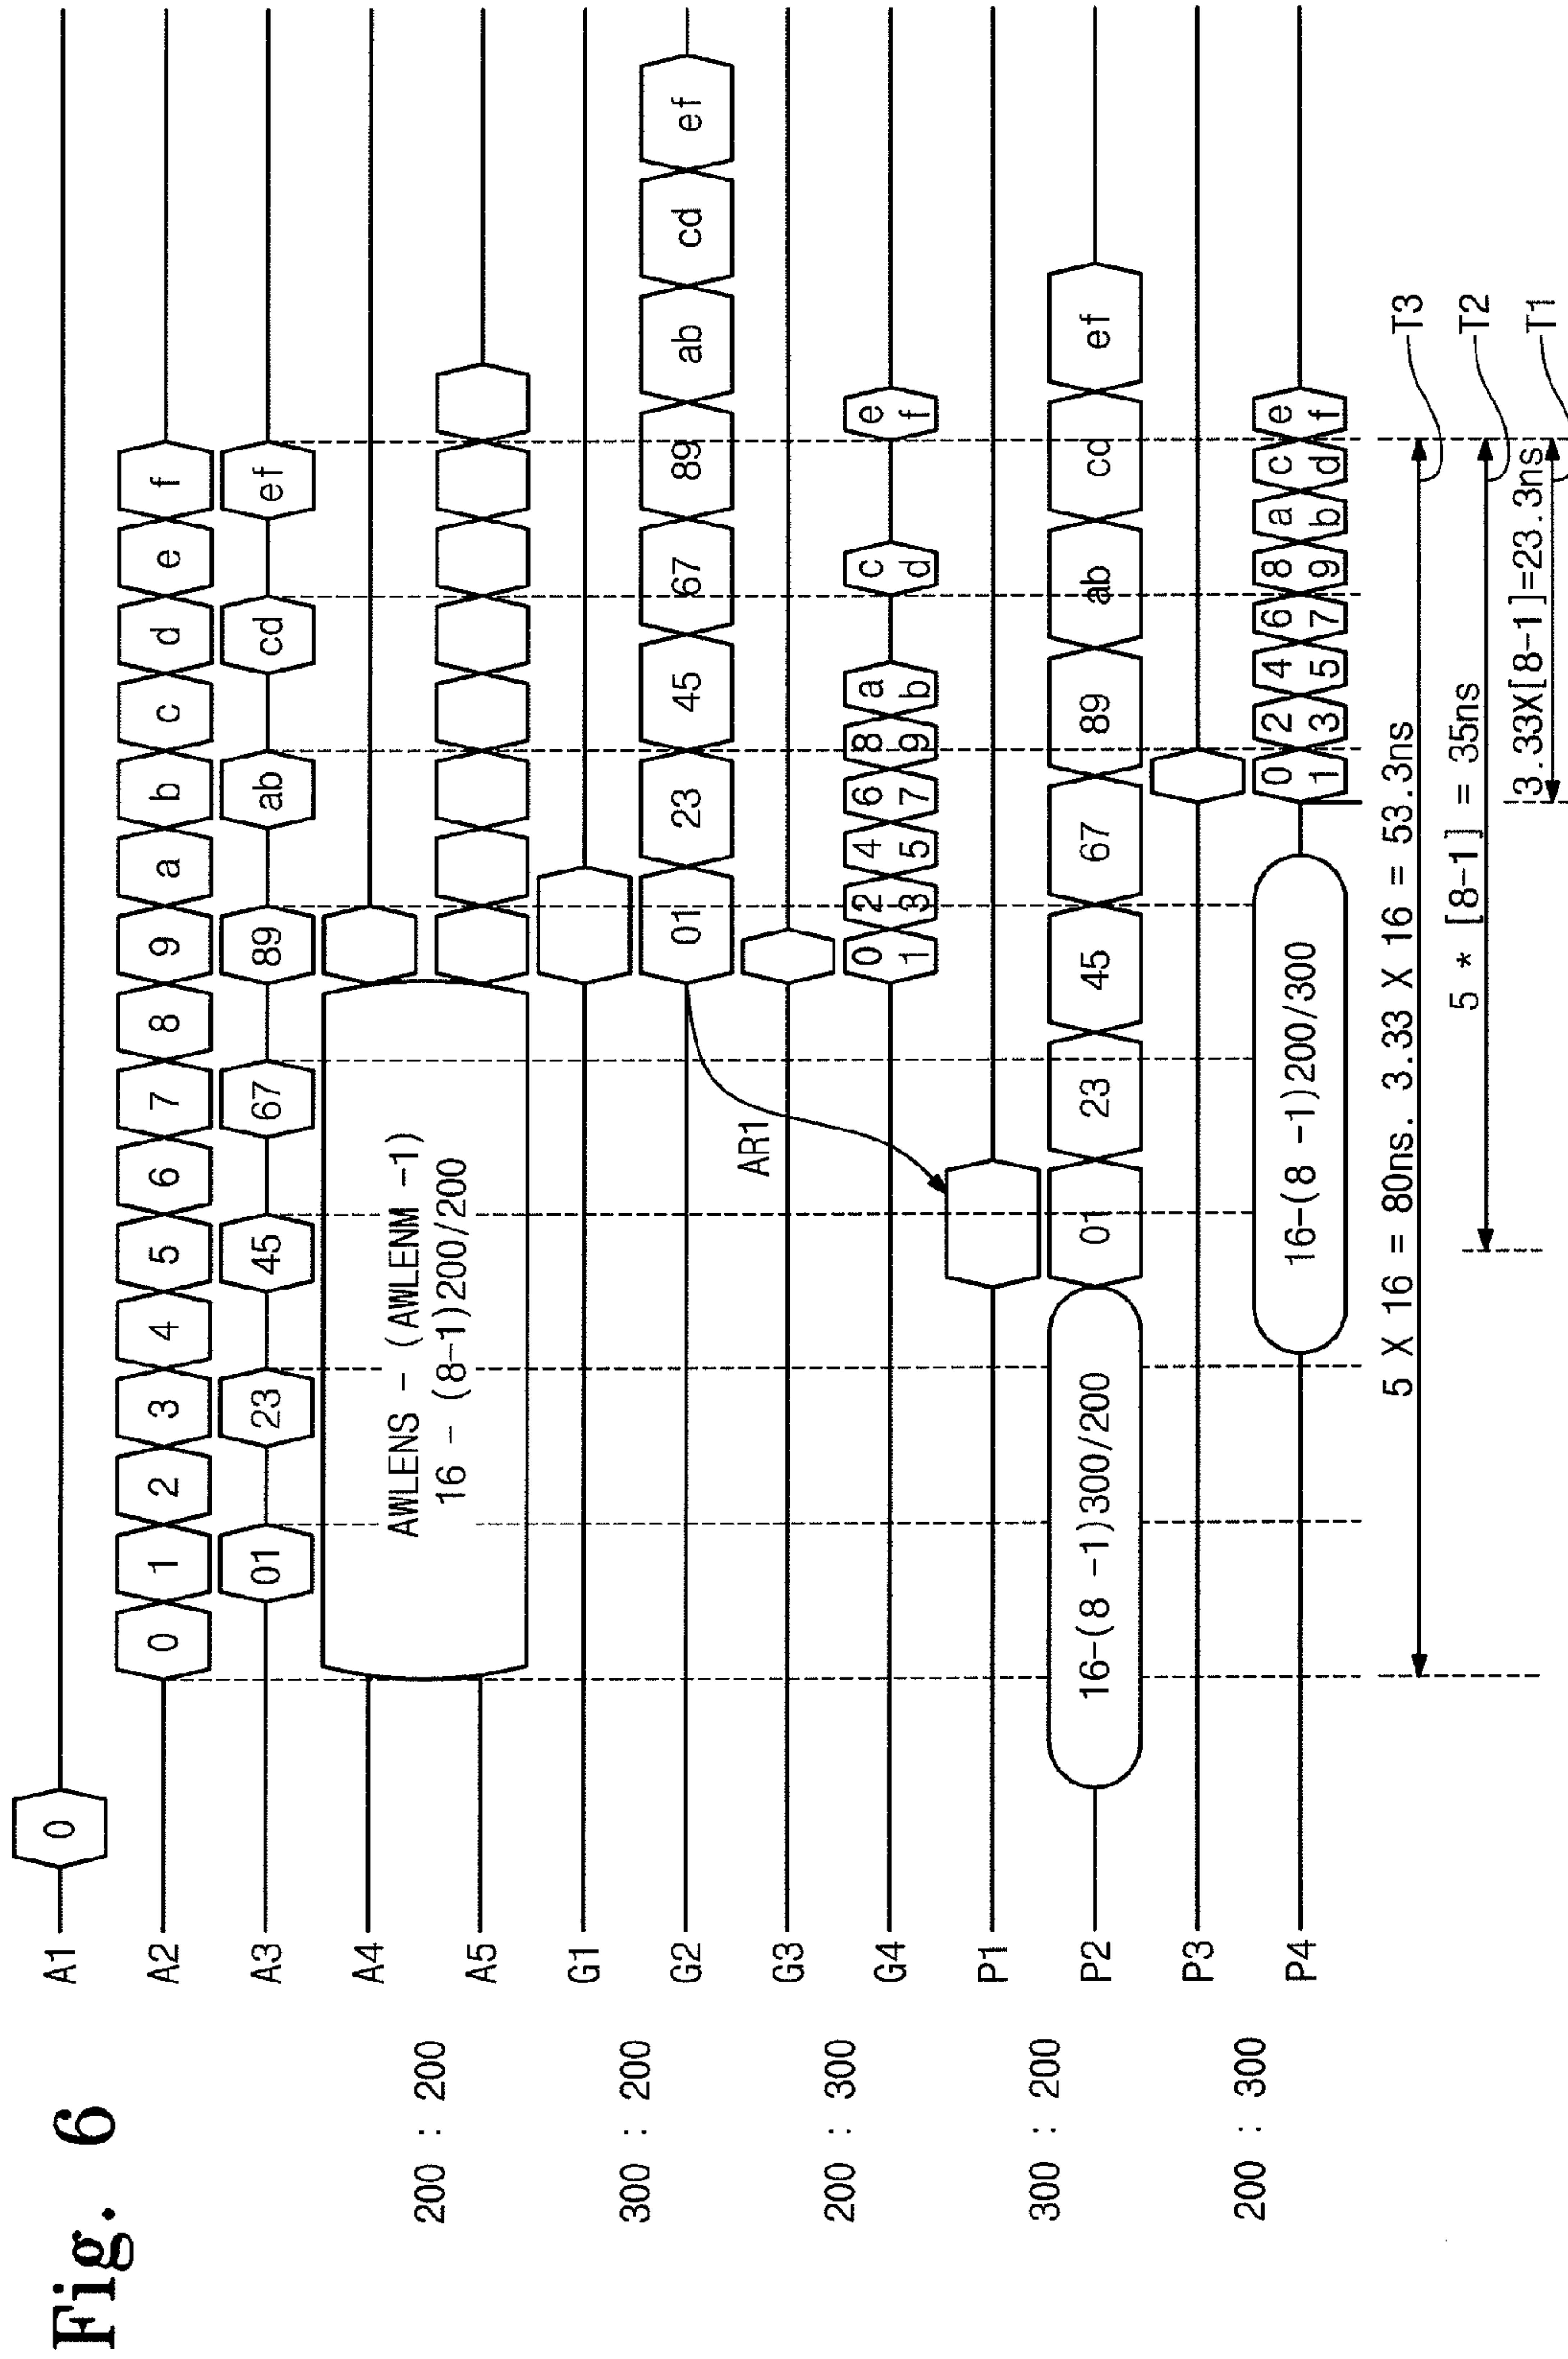 Fig. 6
A1
0
A2
0 1 2 3 4 5 6 7 8 9 a b c d e f
A3
01 23 45 67 89 ab cd ef
200 : 200
A4
AWLENS - (AWLENM -1)
16 - (8-1)200/200
A5
G1
300 : 200
G2
01 23 45 67 89 ab cd ef
G3
200 : 300
G4
0 2 4 6 8 a c e
1 3 5 7 9 b d f
AR1
P1
300 : 200
P2
16-(8 -1)300/200
01 23 45 67 89 ab cd ef
P3
200 : 300
P4
16-(8 -1)200/300
0 2 4 6 8 a c e
1 3 5 7 9 b d f
5 X 16 = 80ns. 3.33 X 16 = 53.3ns
T3
5 * [8-1] = 35ns
T2
3.33X[8-1]=23.3ns
T1